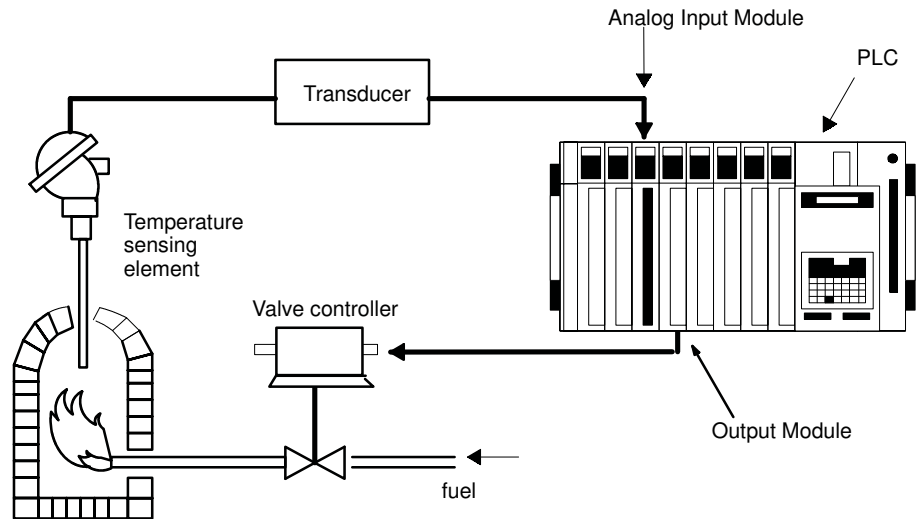 Analog Input Module
PLC
Transducer
Temperature
sensing
element
Valve controller
Output Module
fuel